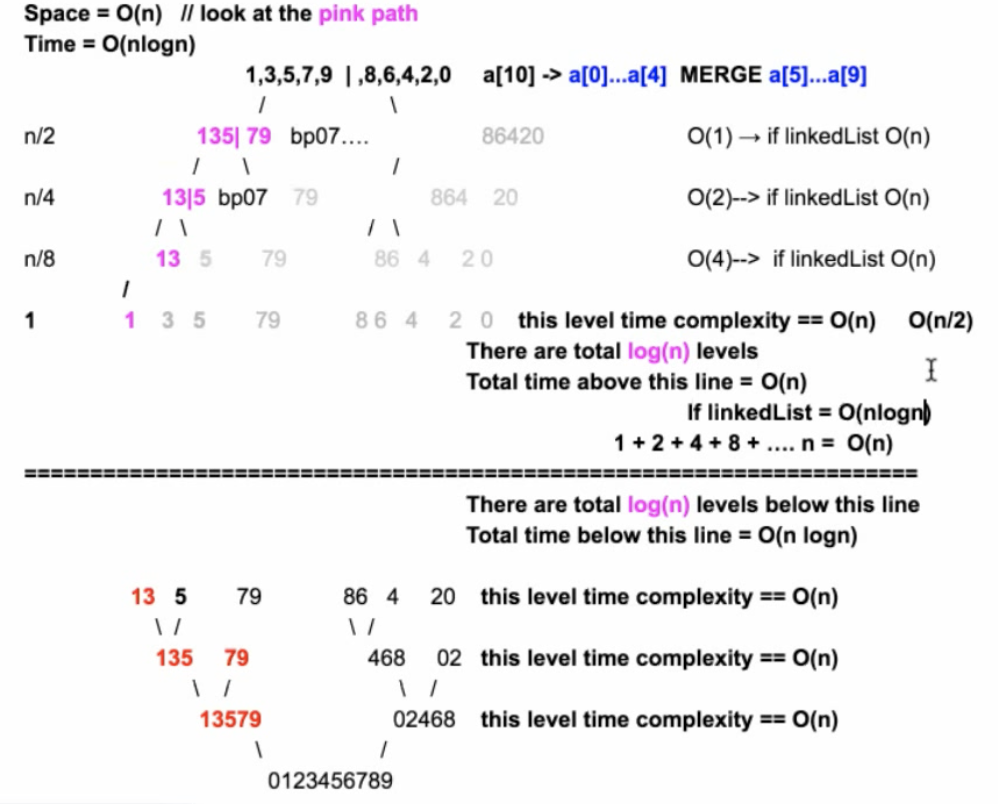 Space = O(n)  // look at the pink path
Time = O(nlogn)
1,3,5,7,9  | ,8,6,4,2,0    a[10] -> a[0]...a[4]  MERGE a[5]...a[9]
/ \
n/2    135| 79   bp07....    86420    O(1) → if linkedList O(n)
/ \ /
n/4    13|5  bp07   79    864   20    O(2)--> if linkedList O(n)
/ \ / \
n/8    13   5    79    86   4    2 0    O(4)-->  if linkedList O(n)
/
1    1   3   5    79    8 6   4    2   0   this level time complexity == O(n)    O(n/2)
There are total log(n) levels
Total time above this line = O(n)
If linkedList = O(nlogn)
1 + 2 + 4 + 8 + .... n =  O(n)
====================================================================
There are total log(n) levels below this line
Total time below this line = O(n logn)
13   5    79    86   4    20   this level time complexity == O(n)
\ / \ /
135    79    468    02   this level time complexity == O(n)
\ / \ /
13579    02468   this level time complexity == O(n)
\ /
0123456789